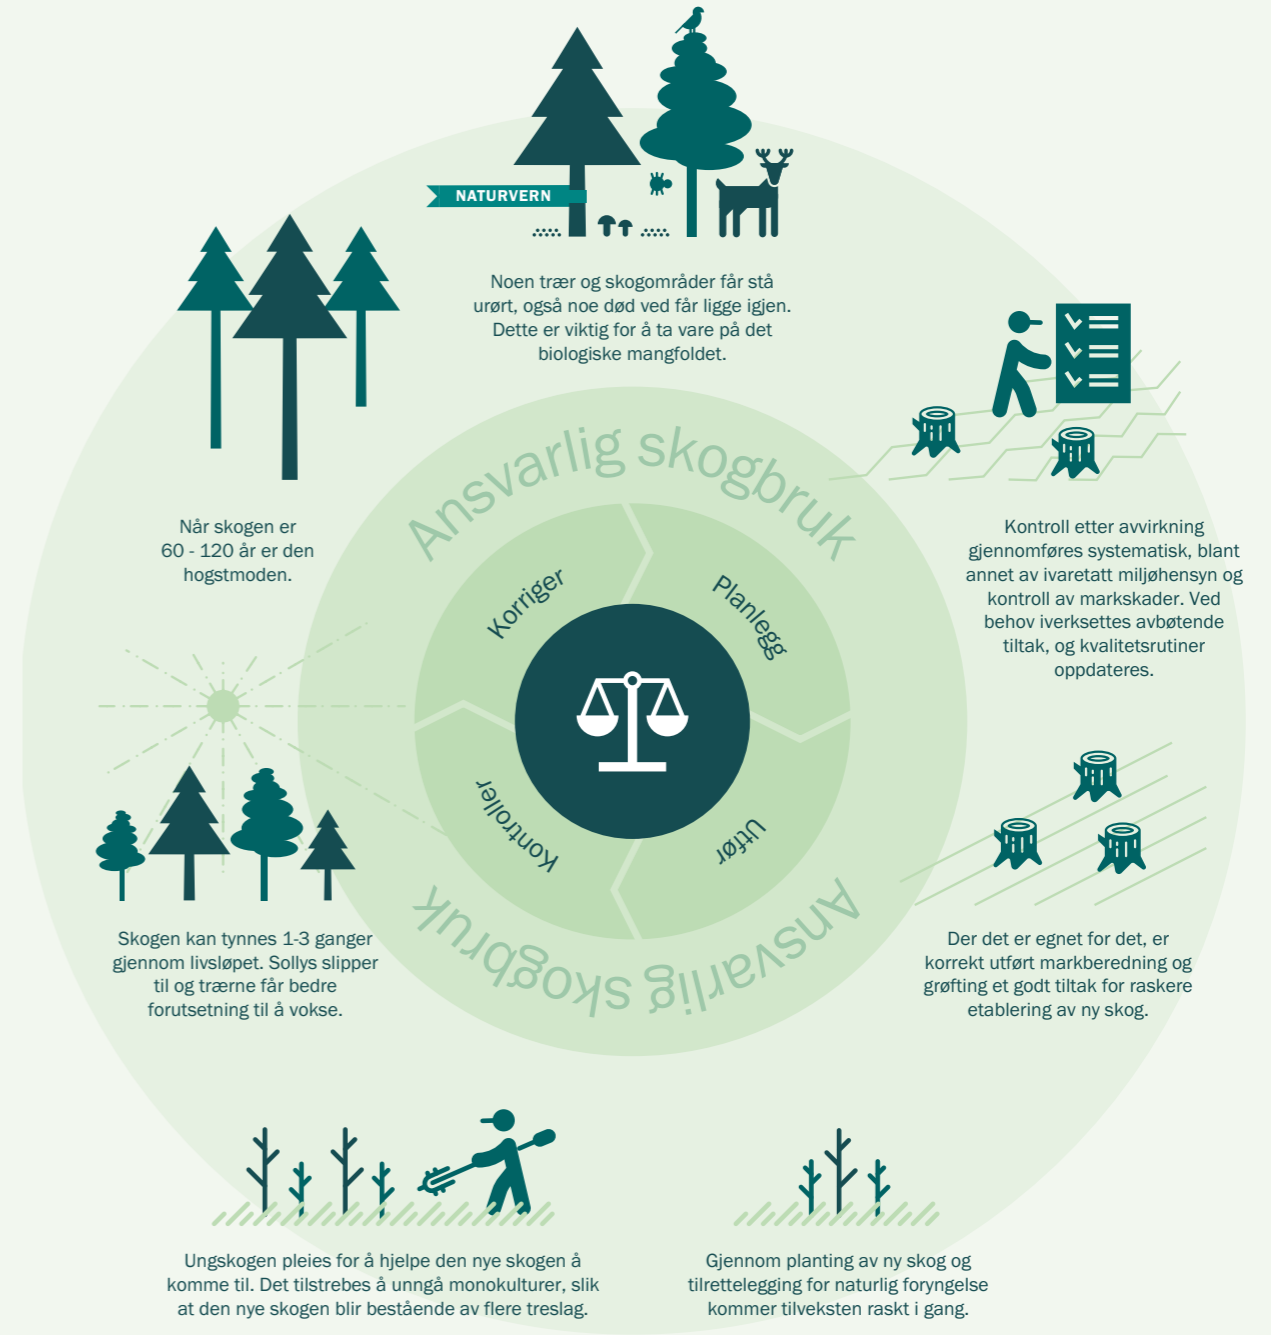 NATURVERN
Noen trær og skogområder får stå
urørt, også noe død ved får ligge igjen.
Dette er viktig for å ta vare på det
biologiske mangfoldet.
Kontroll etter avvirkning
gjennomføres systematisk, blant
annet av ivaretatt miljøhensyn og
kontroll av markskader. Ved
behov iverksettes avbøtende
tiltak, og kvalitetsrutiner
oppdateres.
Der det er egnet for det, er
korrekt utført markberedning og
grøfting et godt tiltak for raskere
etablering av ny skog.
Gjennom planting av ny skog og
tilrettelegging for naturlig foryngelse
kommer tilveksten raskt i gang.
Ungskogen pleies for å hjelpe den nye skogen å
komme til. Det tilstrebes å unngå monokulturer, slik
at den nye skogen blir bestående av flere treslag.
Skogen kan tynnes 1-3 ganger
gjennom livsløpet. Sollys slipper
til og trærne får bedre
forutsetning til å vokse.
Når skogen er
60 - 120 år er den
hogstmoden.
Ansvarlig skogbruk
Planlegg
Utfør
Kontroller
Korriger
Ansvarlig skogbruk